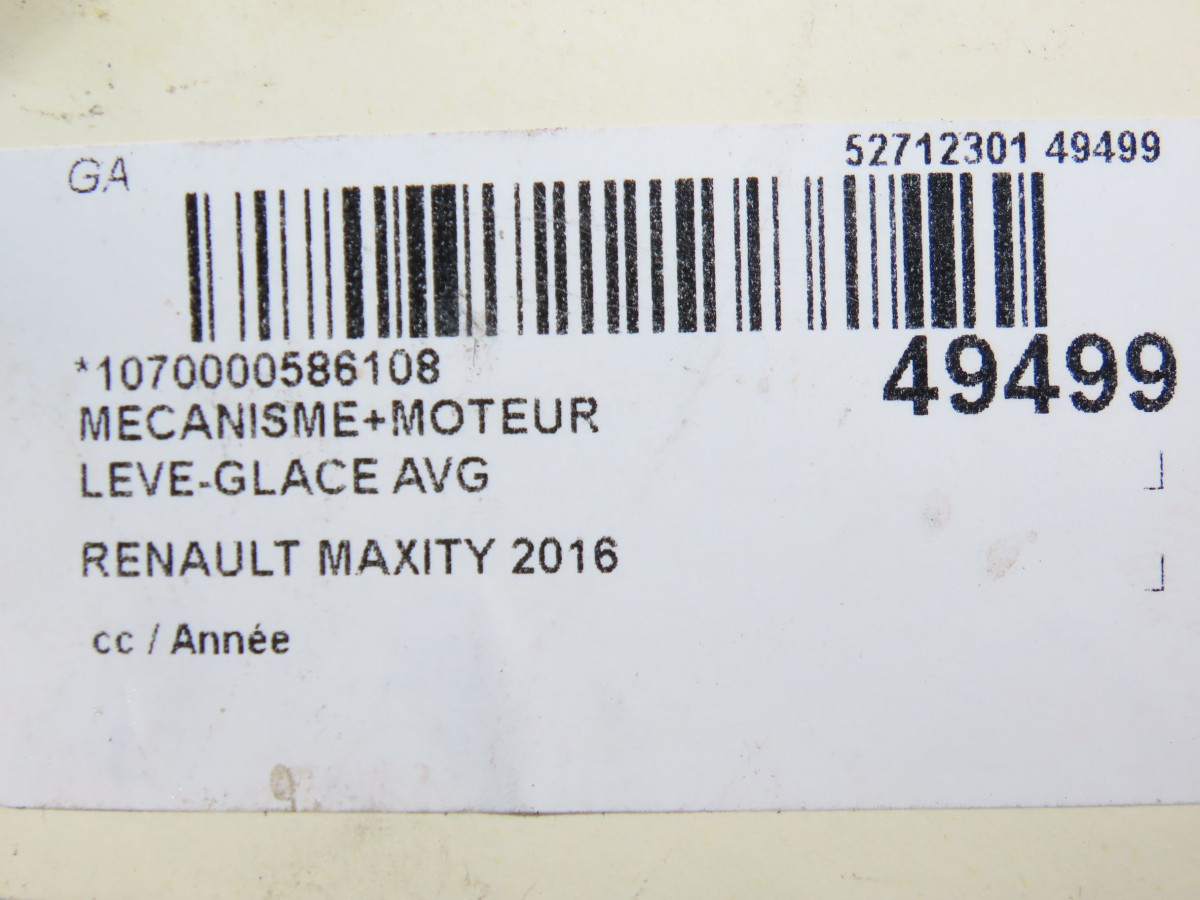 GA
52712301 49499
*1070000586108
49499
MECANISME+MOTEUR
LEVE-GLACE AVG
RENAULT MAXITY 2016
cc / Année